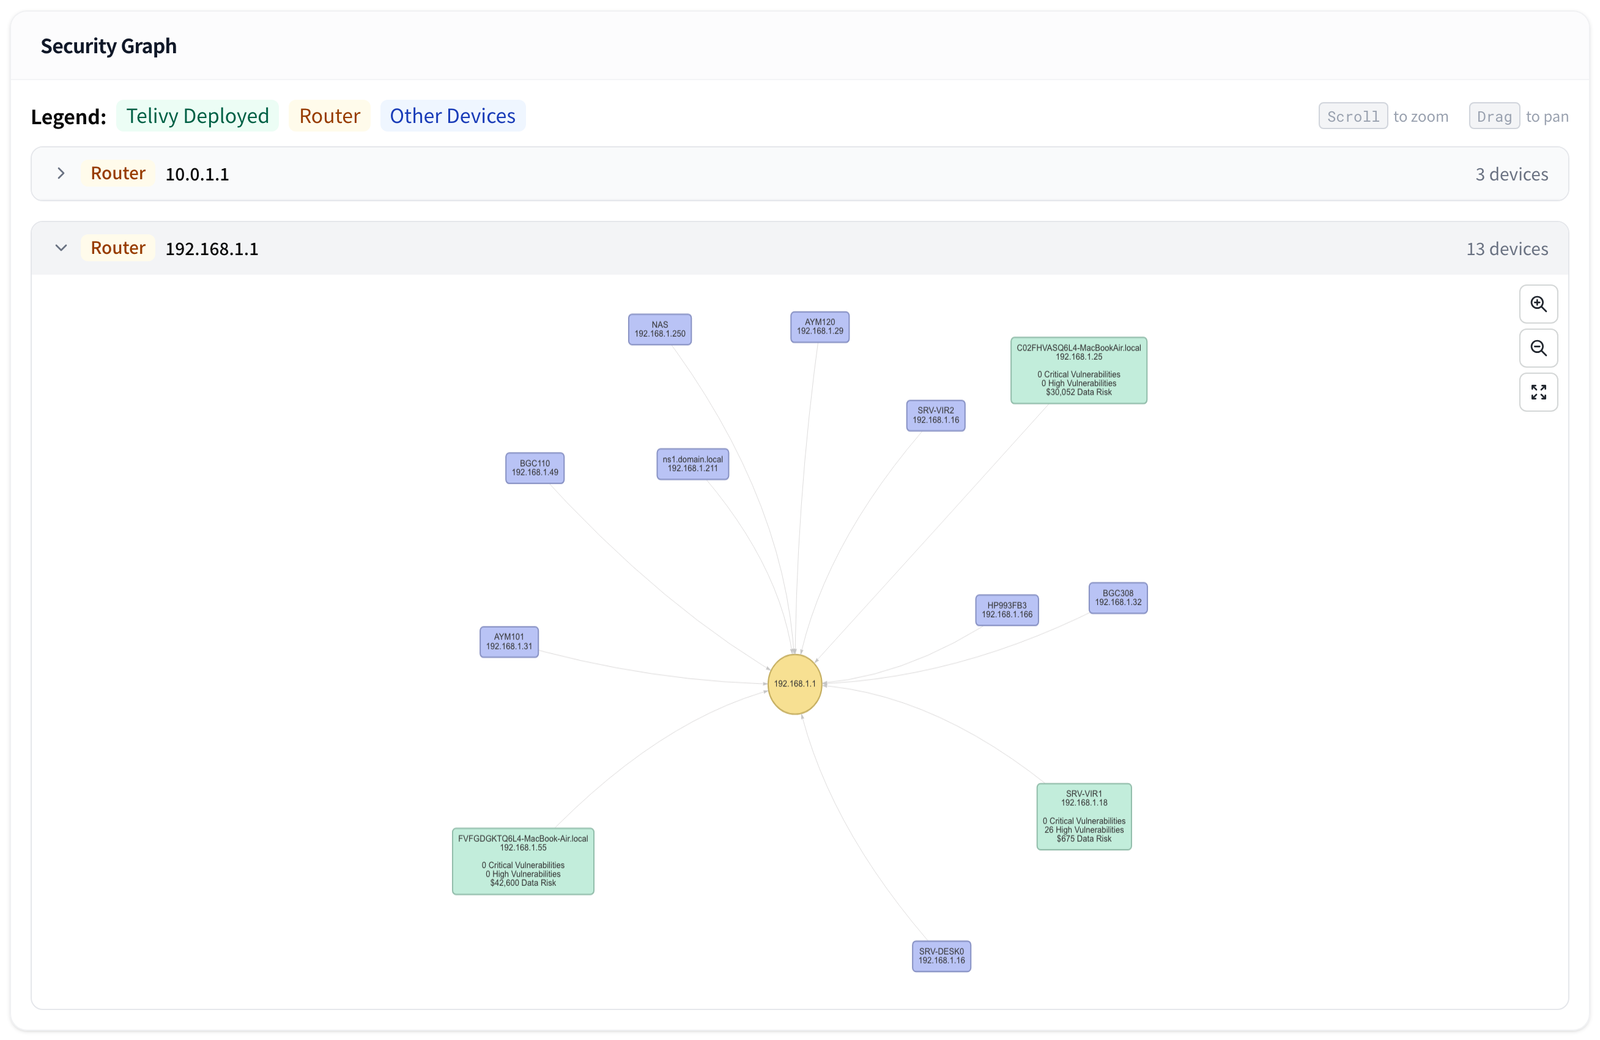 Security Graph
Legend: Telivy Deployed Router Other Devices Scroll to zoom Drag to pan
Router 10.0.1.1 3 devices
Router 192.168.1.1 13 devices
NAS
192.168.1.250
AYM120
192.168.1.29
C02FHVASQ6L4-MacBookAir.local
192.168.1.25
0 Critical Vulnerabilities
0 High Vulnerabilities
$30,052 Data Risk
SRV-VIR2
192.168.1.16
BGC110
192.168.1.49
ns1.domain.local
192.168.1.211
HP993FB3
192.168.1.166
BGC308
192.168.1.32
AYM101
192.168.1.31
192.168.1.1
SRV-VIR1
192.168.1.18
0 Critical Vulnerabilities
26 High Vulnerabilities
$675 Data Risk
FVFGDGKTQ6L4-MacBook-Air.local
192.168.1.55
0 Critical Vulnerabilities
0 High Vulnerabilities
$42,600 Data Risk
SRV-DESK0
192.168.1.16